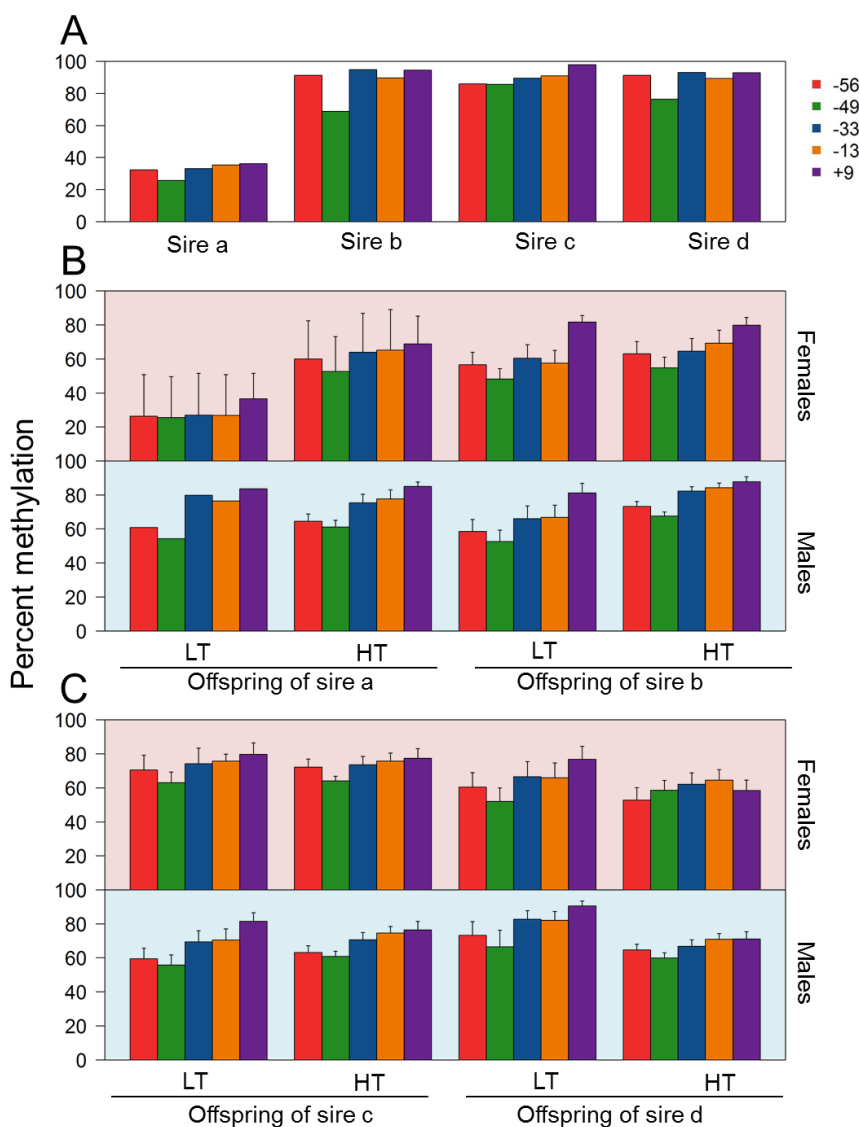 A
100
80
60
40
20
0
Sire a
Sire b
Sire c
Sire d
-56
-49
-33
-13
+9
Percent methylation
B
100
80
60
40
20
100
80
60
40
20
0
Females
Males
LT
HT
LT
HT
Offspring of sire a
Offspring of sire b
C
100
80
60
40
20
100
80
60
40
20
0
Females
Males
LT
HT
LT
HT
Offspring of sire c
Offspring of sire d